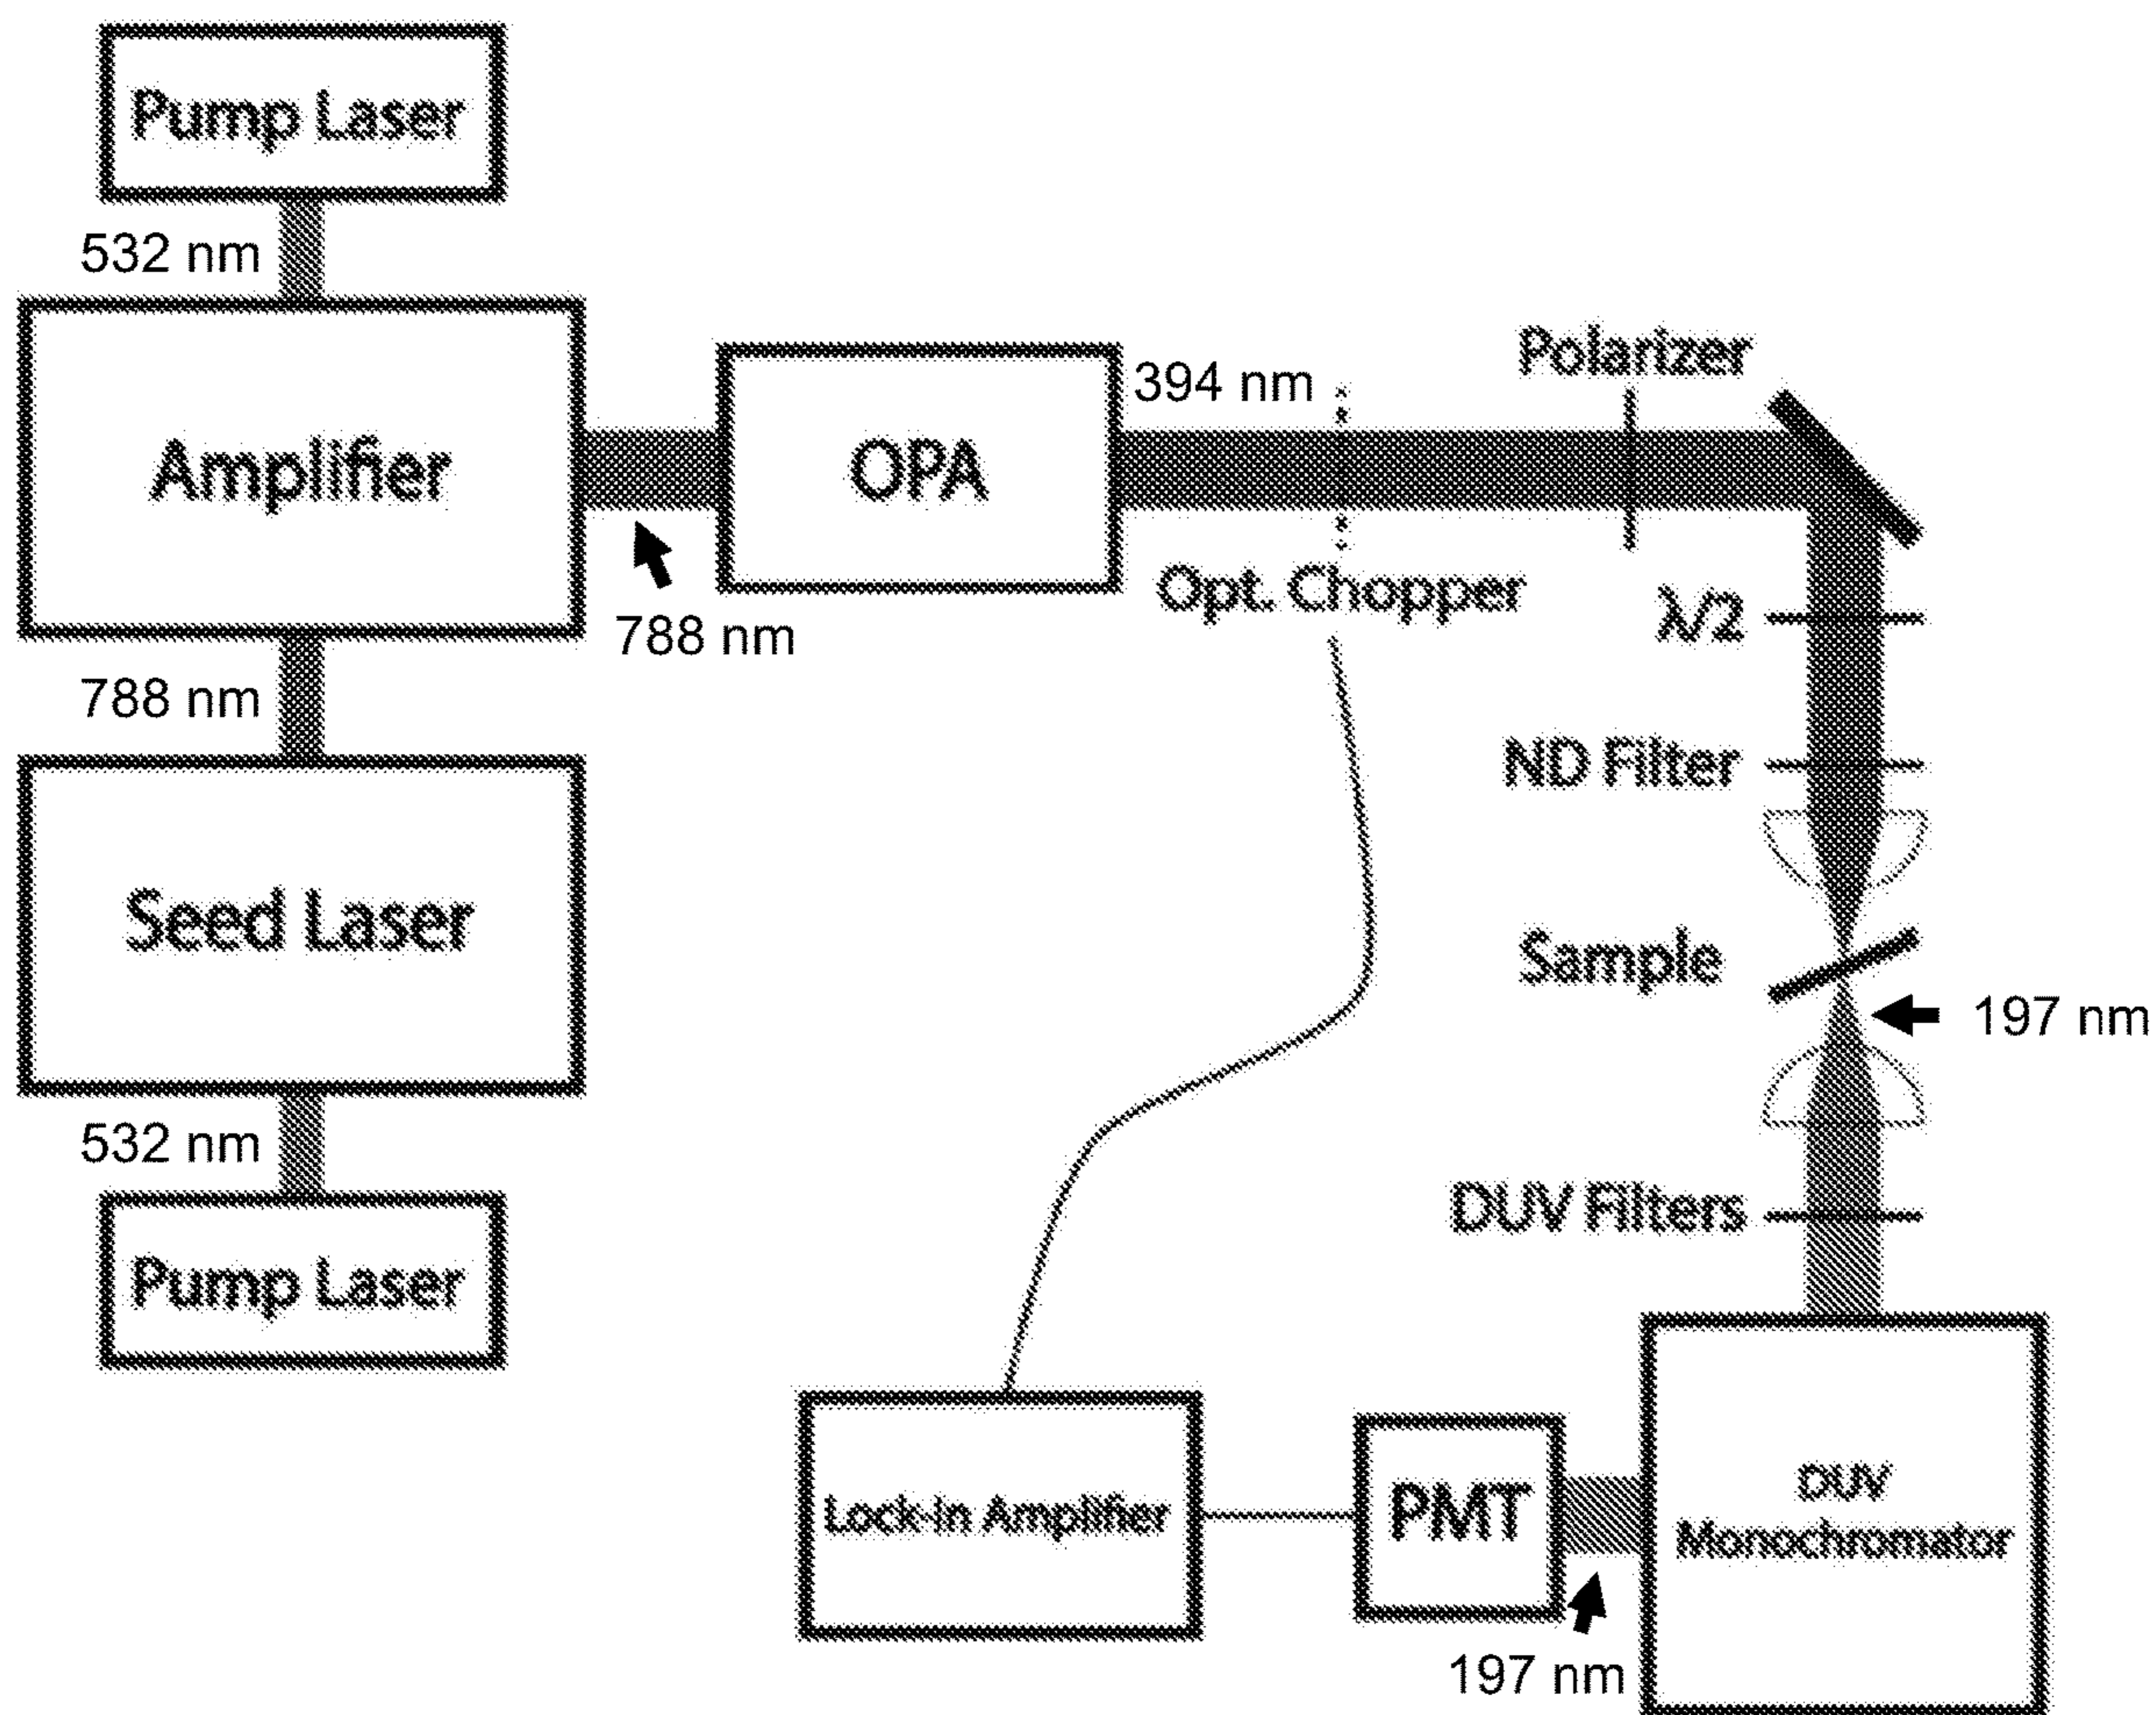 Pump Laser
532 nm
Amplifier
788 nm
OPA
394 nm
Opt. Chopper
Polarizer
λ/2
ND Filter
Sample
197 nm
DUV Filters
788 nm
Seed Laser
532 nm
Pump Laser
Lock-in Amplifier
PMT
197 nm
DUV
Monochromator